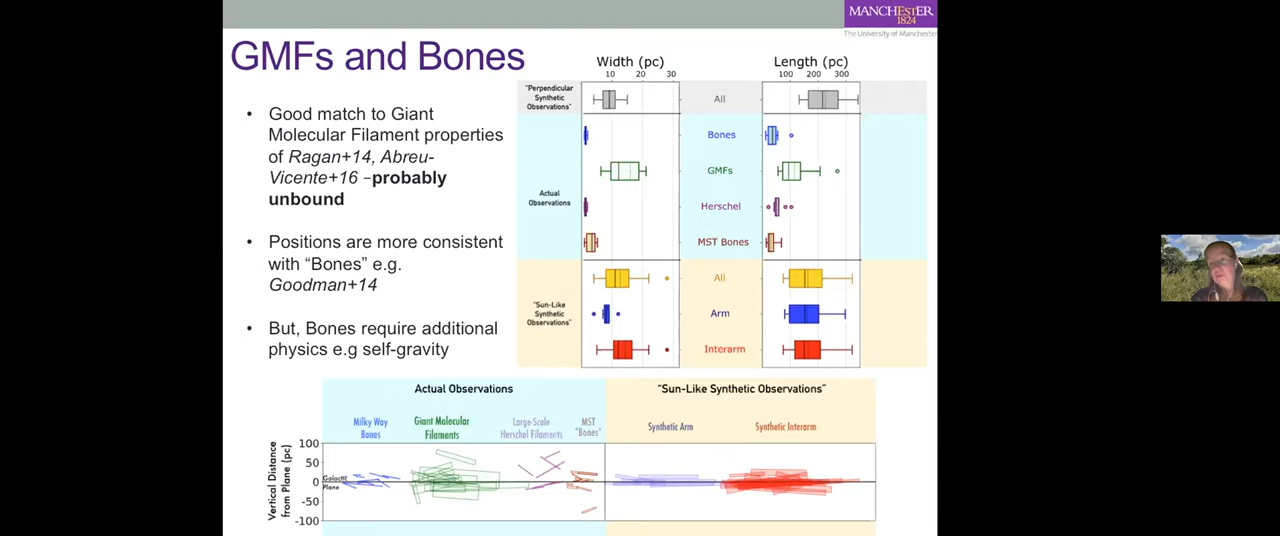 MANCHESTER
1824
The University of Manchester
GMFs and Bones
• Good match to Giant
Molecular Filament properties
of Ragan+14, Abreu-
Vicente+16 –probably
unbound
• Positions are more consistent
with “Bones” e.g.
Goodman+14
• But, Bones require additional
physics e.g self-gravity
Width (pc)
10 20 30
Length (pc)
100 200 300
"Perpendicular
Synthetic
Observations"
All
Bones
GMFs
Actual
Observations
Herschel
MST Bones
All
"Sun-Like
Synthetic
Observations"
Arm
Interarm
Actual Observations
"Sun-Like Synthetic Observations"
Milky Way
Bones
Giant Molecular
Filaments
Large-Scale
Herschel Filaments
MST
"Bones"
Synthetic Arm
Synthetic Interarm
Vertical Distance
from Plane (pc)
100
50
0
-50
-100
Galactic
Plane